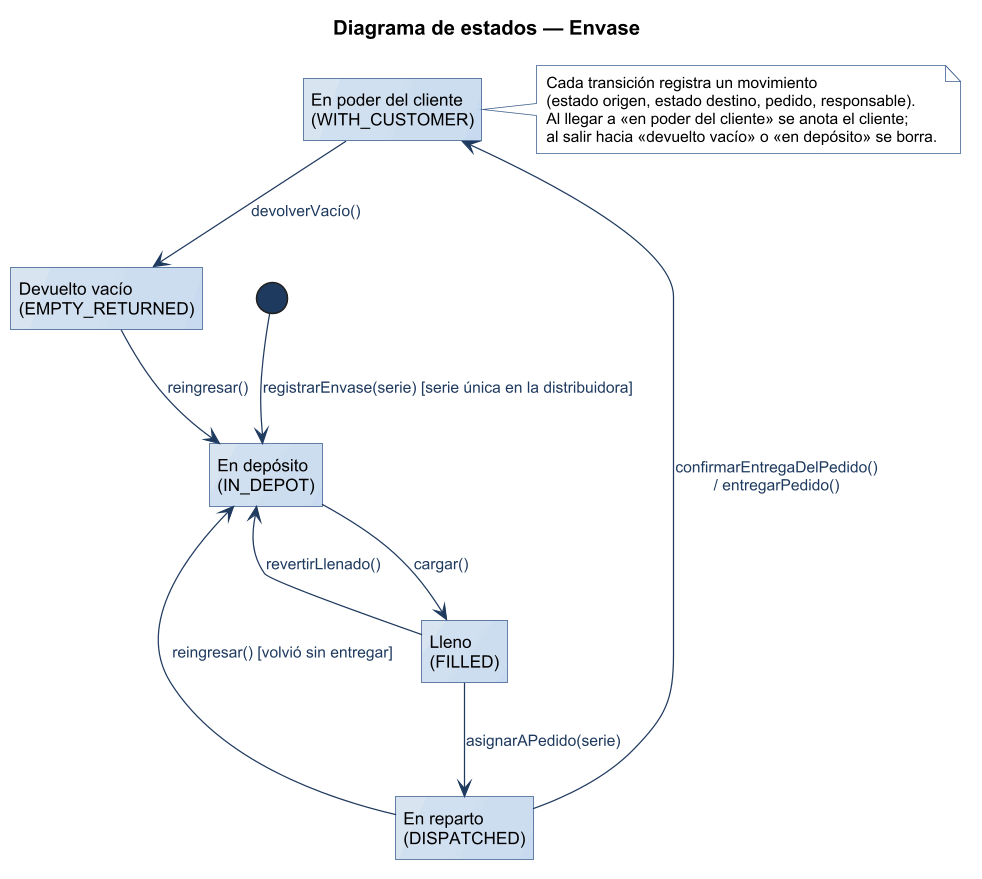 Diagrama de estados — Envase
En poder del cliente
(WITH_CUSTOMER)
Cada transición registra un movimiento
(estado origen, estado destino, pedido, responsable).
Al llegar a «en poder del cliente» se anota el cliente;
al salir hacia «devuelto vacío» o «en depósito» se borra.
devolverVacío()
Devuelto vacío
(EMPTY_RETURNED)
reingresar()
registrarEnvase(serie) [serie única en la distribuidora]
En depósito
(IN_DEPOT)
confirmarEntregaDelPedido()
/ entregarPedido()
revertirLlenado()
cargar()
Lleno
(FILLED)
reingresar() [volvió sin entregar]
asignarAPedido(serie)
En reparto
(DISPATCHED)